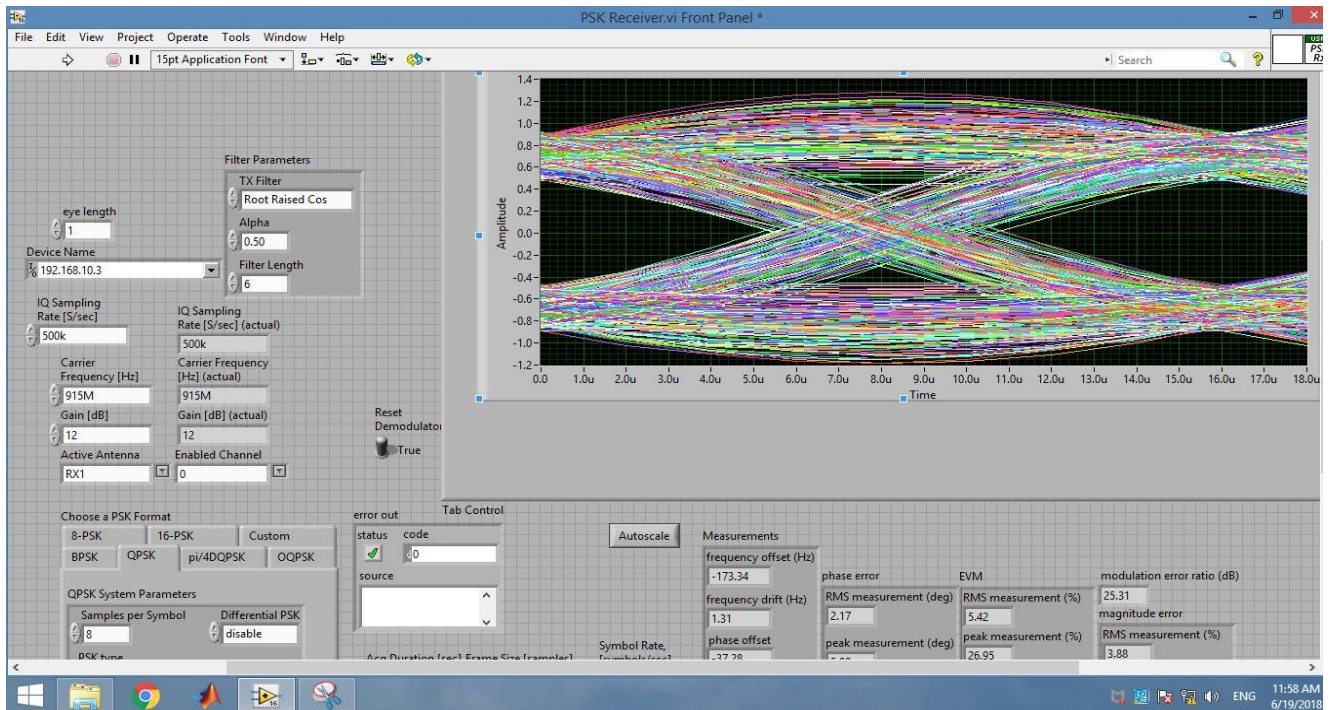 PSK Receiver.vi Front Panel *
File Edit View Project Operate Tools Window Help
15pt Application Font
Search
Filter Parameters
TX Filter
Root Raised Cos
Alpha
0.50
Filter Length
6
eye length
1
Device Name
192.168.10.3
IQ Sampling
Rate [S/sec]
500k
IQ Sampling
Rate [S/sec] (actual)
500k
Carrier
Frequency [Hz]
915M
Carrier Frequency
[Hz] (actual)
915M
Gain [dB]
12
Gain [dB] (actual)
12
Active Antenna
RX1
Enabled Channel
0
Reset
Demodulato
True
Amplitude
1.4
1.2
1.0
0.8
0.6
0.4
0.2
0.0
-0.2
-0.4
-0.6
-0.8
-1.0
-1.2
0.0 1.0u 2.0u 3.0u 4.0u 5.0u 6.0u 7.0u 8.0u 9.0u 10.0u 11.0u 12.0u 13.0u 14.0u 15.0u 16.0u 17.0u 18.0u
Time
Choose a PSK Format
8-PSK 16-PSK Custom
BPSK QPSK pi/4DQPSK OQPSK
QPSK System Parameters
Samples per Symbol
8
Differential PSK
disable
PSK type
error out
status code
0
source
Tab Control
Acq Duration [sec] Frame Size [samples]
Symbol Rate,
[symbols/sec]
Autoscale
Measurements
frequency offset (Hz)
-173.34
frequency drift (Hz)
1.31
phase offset
-37.28
phase error
RMS measurement (deg)
2.17
peak measurement (deg)
EVM
RMS measurement (%)
5.42
peak measurement (%)
26.95
modulation error ratio (dB)
25.31
magnitude error
RMS measurement (%)
3.88
16
ENG
11:58 AM
6/19/2018